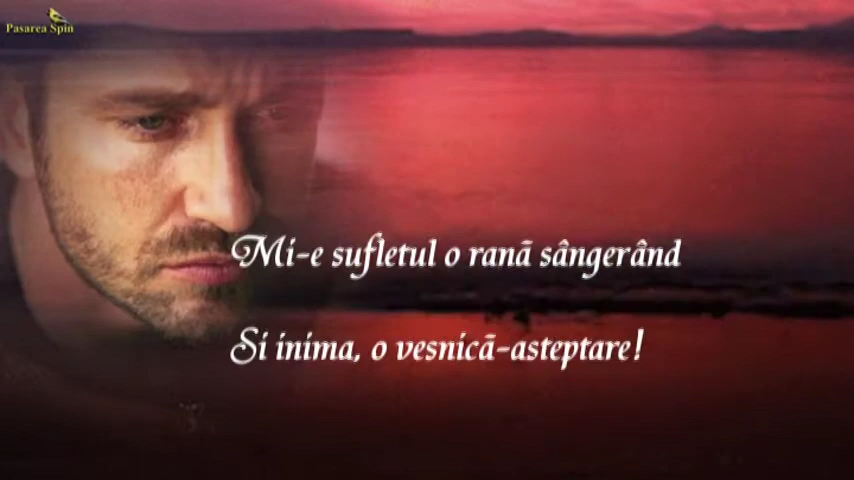 Pasarea Spin
Mi-e sufletul o rană sângerând
Si inima, o vesnică-asteptare!